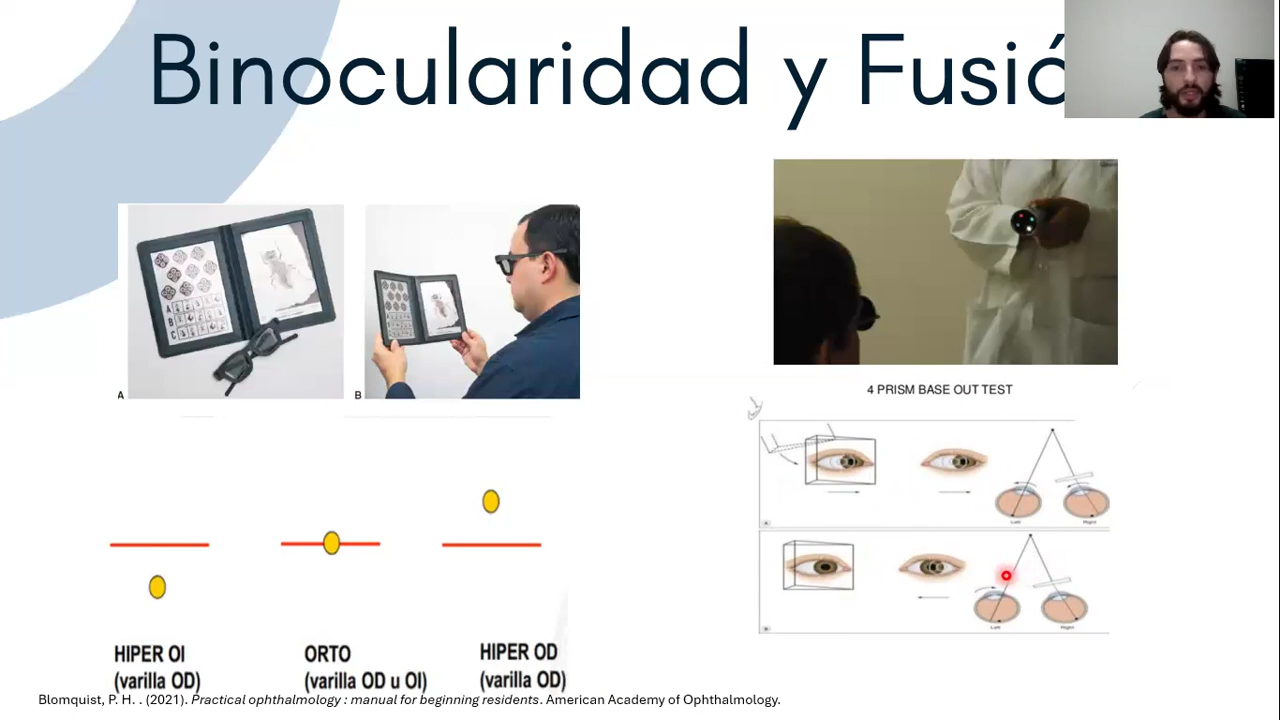 Binocularidad y Fusió
A
B
C
A
B
4 PRISM BASE OUT TEST
Left
Right
Left
Right
HIPER OI
(varilla OD)
ORTO
(varilla OD u OI)
HIPER OD
(varilla OD)
Blomquist, P. H. . (2021). Practical ophthalmology : manual for beginning residents. American Academy of Ophthalmology.